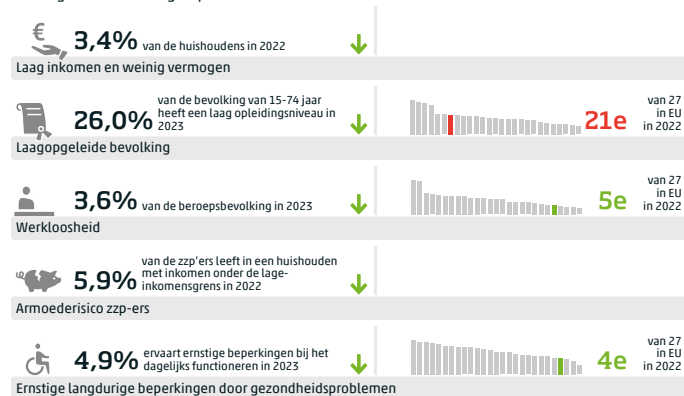 3,4% van de huishoudens in 2022
Laag inkomen en weinig vermogen
26,0% van de bevolking van 15-74 jaar
heeft een laag opleidingsniveau in
2023
21e
van 27
in EU
in 2022
Laagopgeleide bevolking
3,6% van de beroepsbevolking in 2023
5e
van 27
in EU
in 2022
Werkloosheid
5,9% van de zzp'ers leeft in een huishouden
met inkomen onder de lage-
inkomensgrens in 2022
Armoederisico zzp-ers
4,9% ervaart ernstige beperkingen bij het
dagelijks functioneren in 2023
4e
van 27
in EU
in 2022
Ernstige langdurige beperkingen door gezondheidsproblemen